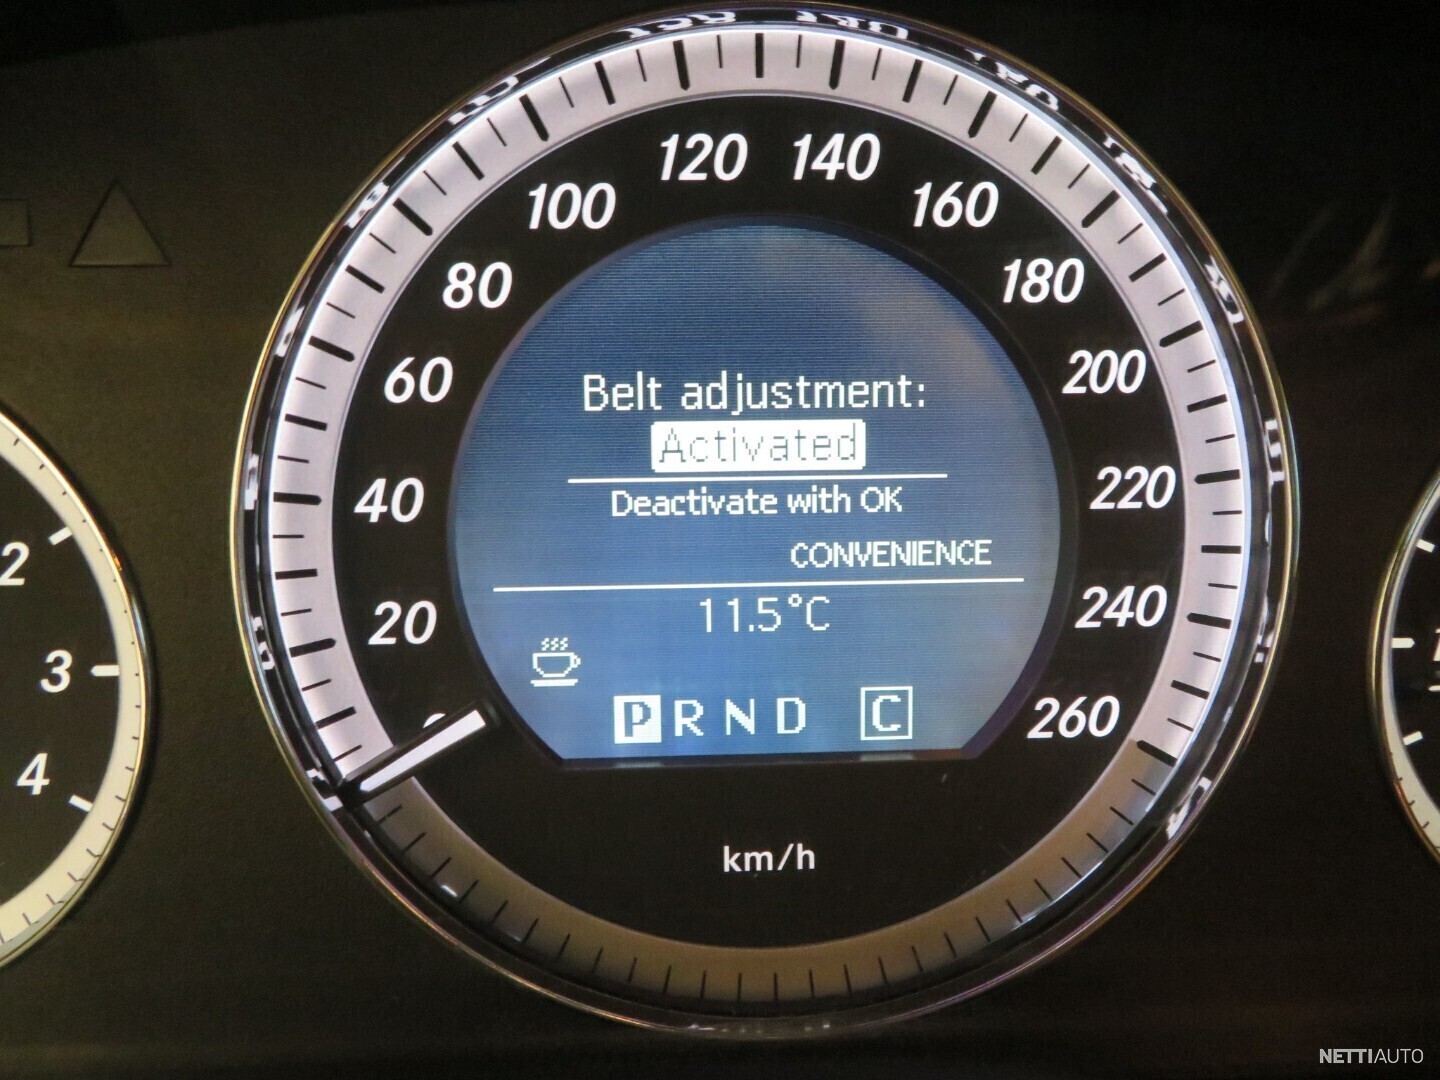 120 140
100 160
80 180
60 200
40 220
20 240
260
Belt adjustment:
Activated
Deactivate with OK
CONVENIENCE
11.5°C
P R N D C
km/h
2
3
4
NETTIAUTO